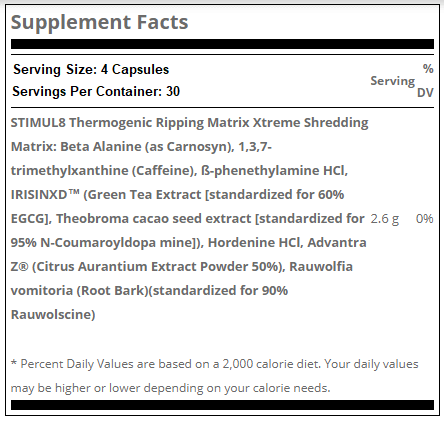 Supplement Facts
Serving Size: 4 Capsules
Servings Per Container: 30
Serving % DV
STIMUL8 Thermogenic Ripping Matrix Xtreme Shredding
Matrix: Beta Alanine (as Carnosyn), 1,3,7-
trimethylxanthine (Caffeine), ß-phenethylamine HCl,
IRISINXD™ (Green Tea Extract [standardized for 60%
EGCG], Theobroma cacao seed extract [standardized for 2.6 g 0%
95% N-Coumaroyldopa mine]), Hordenine HCl, Advantra
Z® (Citrus Aurantium Extract Powder 50%), Rauwolfia
vomitoria (Root Bark)(standardized for 90%
Rauwolscine)
* Percent Daily Values are based on a 2,000 calorie diet. Your daily values
may be higher or lower depending on your calorie needs.